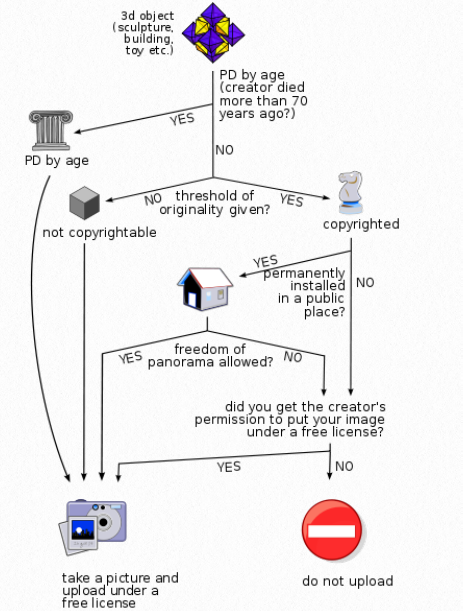 3d object
(sculpture,
building,
toy etc.)
PD by age
(creator died
more than 70
years ago?)
YES
NO
PD by age
NO
threshold of
originality given?
YES
not copyrightable
copyrighted
YES
permanently
installed
in a public
place?
NO
YES
freedom of
panorama allowed?
NO
did you get the creator's
permission to put your image
under a free license?
YES
NO
take a picture and
upload under a
free license
do not upload